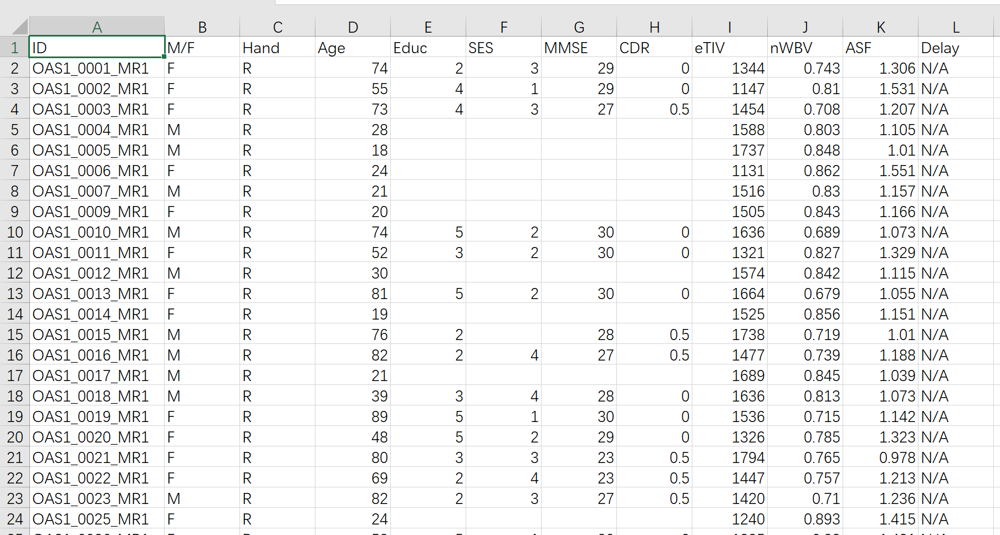 A B C D E F G H I J K L
1 ID M/F Hand Age Educ SES MMSE CDR eTIV nWBV ASF Delay
2 OAS1_0001_MR1 F R 74 2 3 29 0 1344 0.743 1.306 N/A
3 OAS1_0002_MR1 F R 55 4 1 29 0 1147 0.81 1.531 N/A
4 OAS1_0003_MR1 F R 73 4 3 27 0.5 1454 0.708 1.207 N/A
5 OAS1_0004_MR1 M R 28 1588 0.803 1.105 N/A
6 OAS1_0005_MR1 M R 18 1737 0.848 1.01 N/A
7 OAS1_0006_MR1 F R 24 1131 0.862 1.551 N/A
8 OAS1_0007_MR1 M R 21 1516 0.83 1.157 N/A
9 OAS1_0009_MR1 F R 20 1505 0.843 1.166 N/A
10 OAS1_0010_MR1 M R 74 5 2 30 0 1636 0.689 1.073 N/A
11 OAS1_0011_MR1 F R 52 3 2 30 0 1321 0.827 1.329 N/A
12 OAS1_0012_MR1 M R 30 1574 0.842 1.115 N/A
13 OAS1_0013_MR1 F R 81 5 2 30 0 1664 0.679 1.055 N/A
14 OAS1_0014_MR1 F R 19 1525 0.856 1.151 N/A
15 OAS1_0015_MR1 M R 76 2 28 0.5 1738 0.719 1.01 N/A
16 OAS1_0016_MR1 M R 82 2 4 27 0.5 1477 0.739 1.188 N/A
17 OAS1_0017_MR1 M R 21 1689 0.845 1.039 N/A
18 OAS1_0018_MR1 M R 39 3 4 28 0 1636 0.813 1.073 N/A
19 OAS1_0019_MR1 F R 89 5 1 30 0 1536 0.715 1.142 N/A
20 OAS1_0020_MR1 F R 48 5 2 29 0 1326 0.785 1.323 N/A
21 OAS1_0021_MR1 F R 80 3 3 23 0.5 1794 0.765 0.978 N/A
22 OAS1_0022_MR1 F R 69 2 4 23 0.5 1447 0.757 1.213 N/A
23 OAS1_0023_MR1 M R 82 2 3 27 0.5 1420 0.71 1.236 N/A
24 OAS1_0025_MR1 F R 24 1240 0.893 1.415 N/A